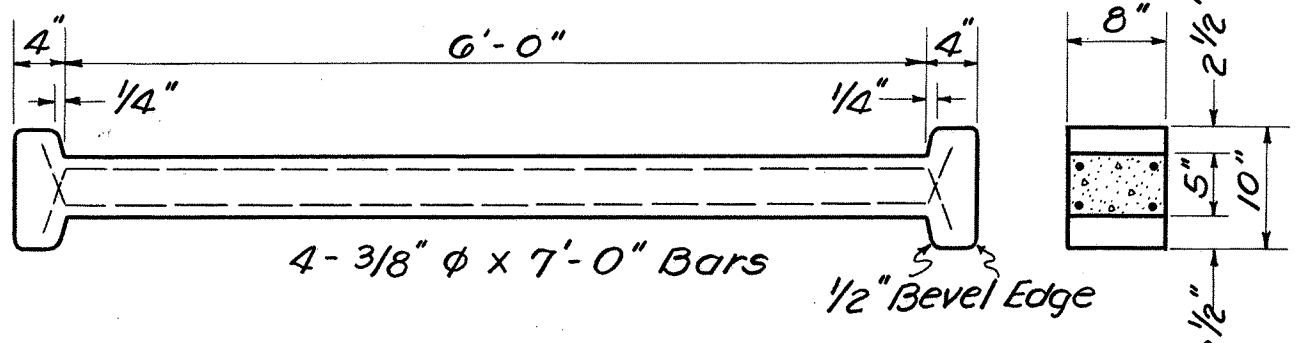 4" 6'-0" 4" 8" 2 1/2"
1/4" 1/4"
5" 10"
4 - 3/8" φ x 7'-0" Bars
1/2" Bevel Edge
1/2"